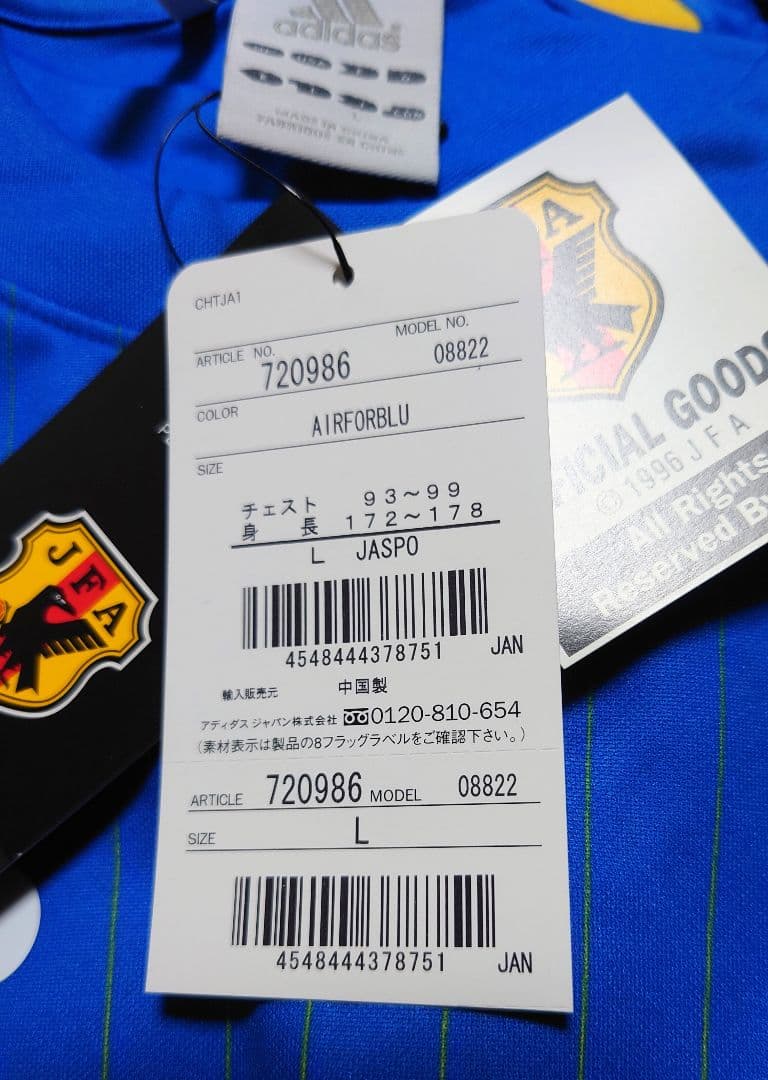 adidas
MADE IN CHINA
CHTJA1
ARTICLE NO. 720986
MODEL NO. 08822
COLOR AIRFORBLU
SIZE
チェスト 93～99
身長 172～178
L JASPO
4548444378751 JAN
輸入販売元 中国製
アディダス ジャパン株式会社 0120-810-654
（素材表示は製品の8フラッグラベルをご確認下さい。）
ARTICLE 720986 MODEL 08822
SIZE L
4548444378751 JAN
JFA
A
GOODS
© 1996 JFA
All Rights
Reserved By